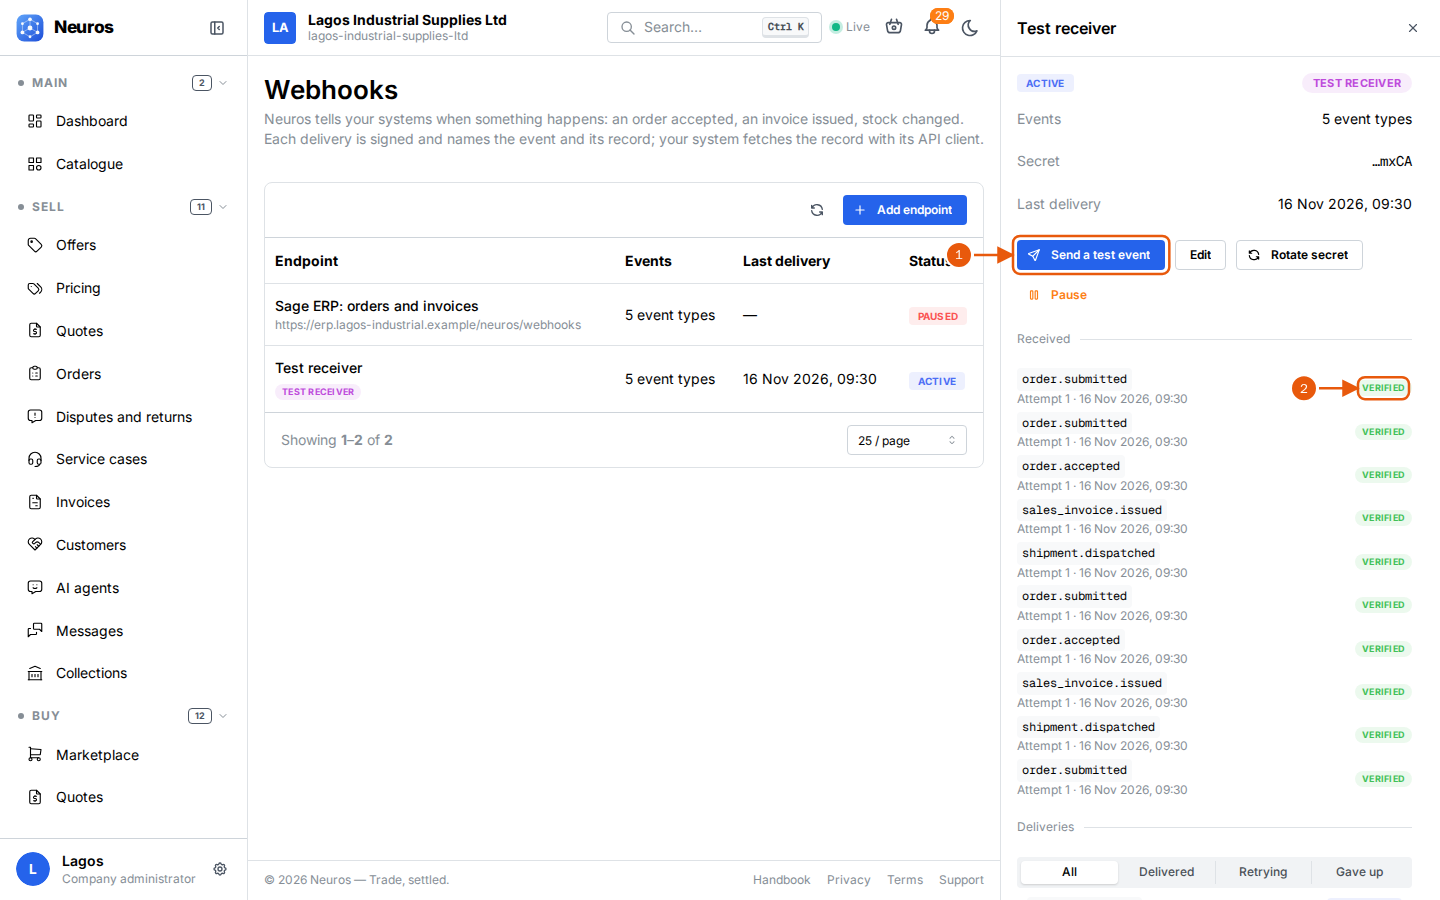 Neuros
MAIN
2
Dashboard
Catalogue
SELL
11
Offers
Pricing
Quotes
Orders
Disputes and returns
Service cases
Invoices
Customers
AI agents
Messages
Collections
BUY
12
Marketplace
Quotes
L
Lagos
Company administrator
LA
Lagos Industrial Supplies Ltd
lagos-industrial-supplies-ltd
Search...
Ctrl K
Live
29
Webhooks
Neuros tells your systems when something happens: an order accepted, an invoice issued, stock changed.
Each delivery is signed and names the event and its record; your system fetches the record with its API client.
Add endpoint
Endpoint Events Last delivery Status
Sage ERP: orders and invoices
https://erp.lagos-industrial.example/neuros/webhooks
5 event types — PAUSED
Test receiver
TEST RECEIVER
5 event types 16 Nov 2026, 09:30 ACTIVE
Showing 1–2 of 2
25 / page
© 2026 Neuros — Trade, settled.
Handbook Privacy Terms Support
Test receiver
ACTIVE TEST RECEIVER
Events 5 event types
Secret …mxCA
Last delivery 16 Nov 2026, 09:30
1
Send a test event Edit Rotate secret
Pause
Received
order.submitted
Attempt 1 · 16 Nov 2026, 09:30
2
VERIFIED
order.submitted
Attempt 1 · 16 Nov 2026, 09:30
VERIFIED
order.accepted
Attempt 1 · 16 Nov 2026, 09:30
VERIFIED
sales_invoice.issued
Attempt 1 · 16 Nov 2026, 09:30
VERIFIED
shipment.dispatched
Attempt 1 · 16 Nov 2026, 09:30
VERIFIED
order.submitted
Attempt 1 · 16 Nov 2026, 09:30
VERIFIED
order.accepted
Attempt 1 · 16 Nov 2026, 09:30
VERIFIED
sales_invoice.issued
Attempt 1 · 16 Nov 2026, 09:30
VERIFIED
shipment.dispatched
Attempt 1 · 16 Nov 2026, 09:30
VERIFIED
order.submitted
Attempt 1 · 16 Nov 2026, 09:30
VERIFIED
Deliveries
All Delivered Retrying Gave up